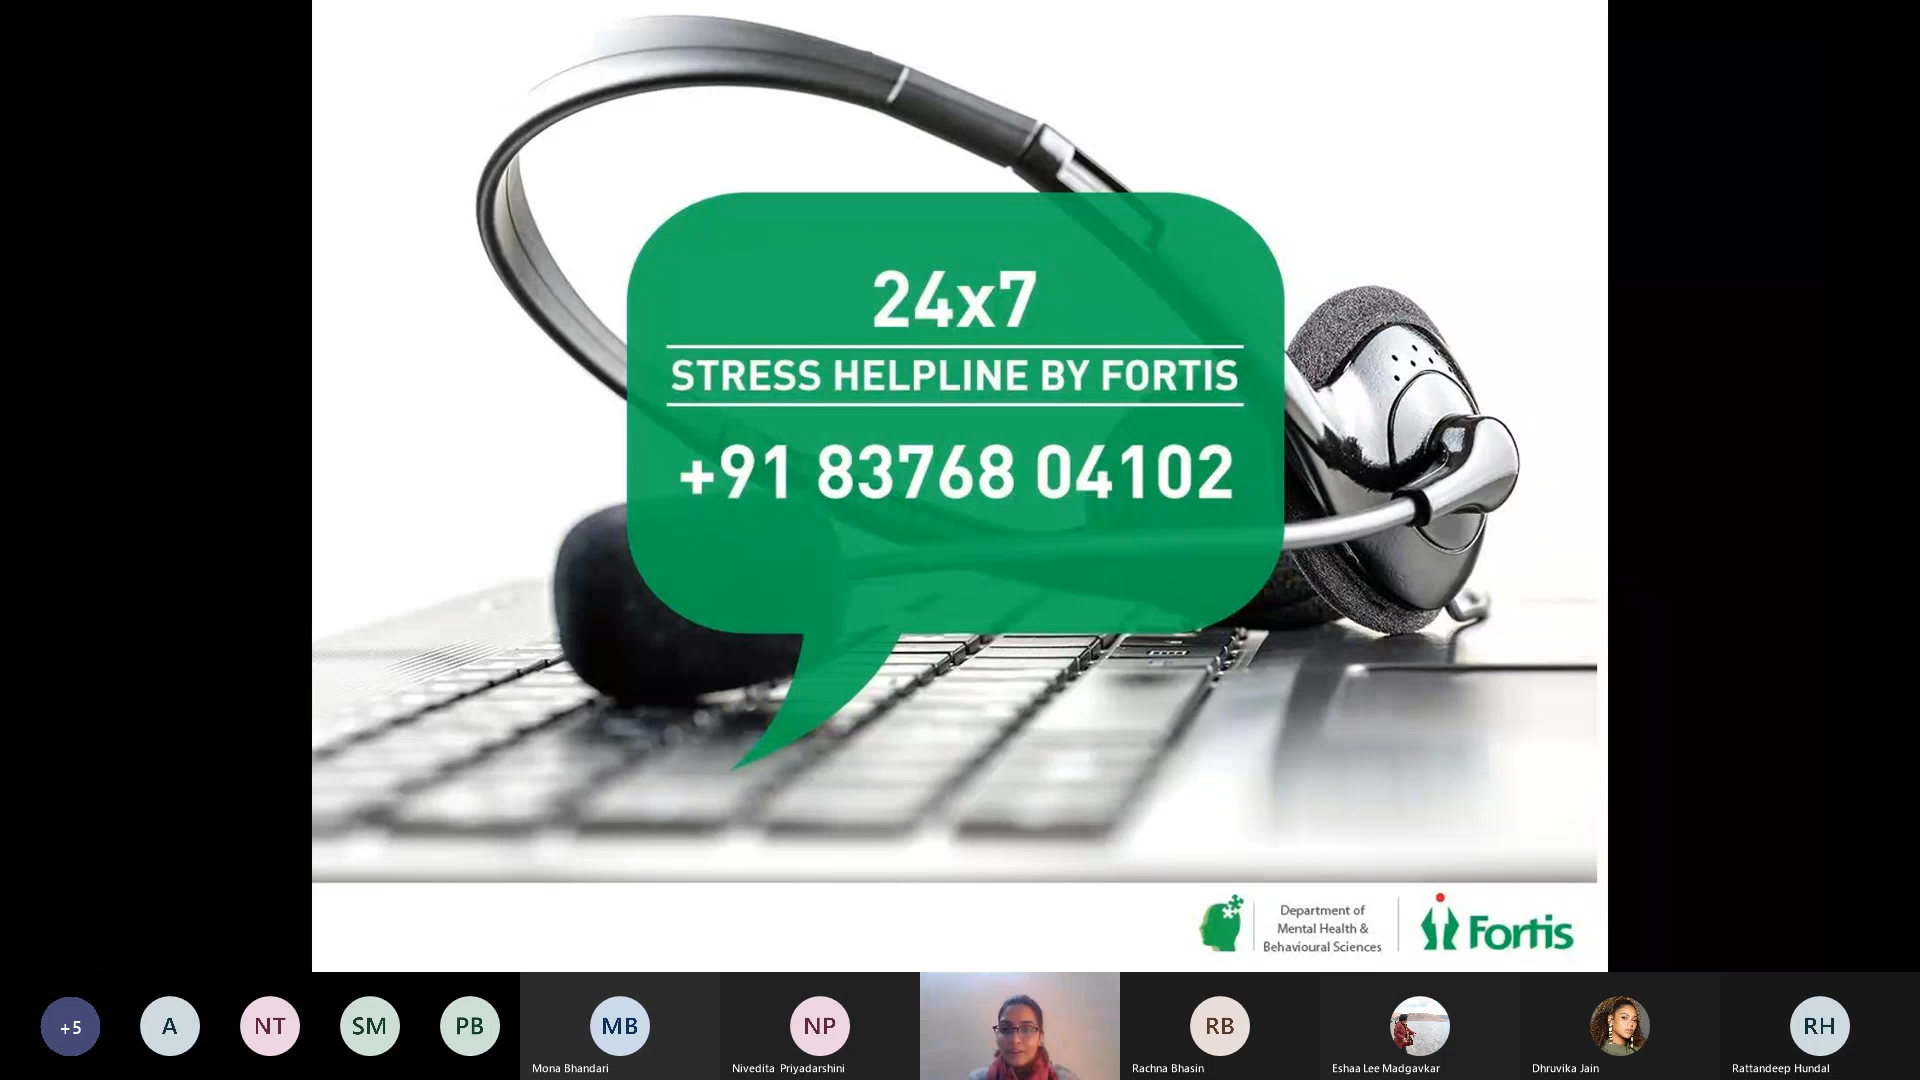 24x7
STRESS HELPLINE BY FORTIS
+91 83768 04102
Department of
Mental Health &
Behavioural Sciences
Fortis
+5
A
NT
SM
PB
MB
NP
RB
RH
Mona Bhandari
Nivedita Priyadarshini
Rachna Bhasin
Eshaa Lee Madgavkar
Dhruvika Jain
Rattandeep Hundal